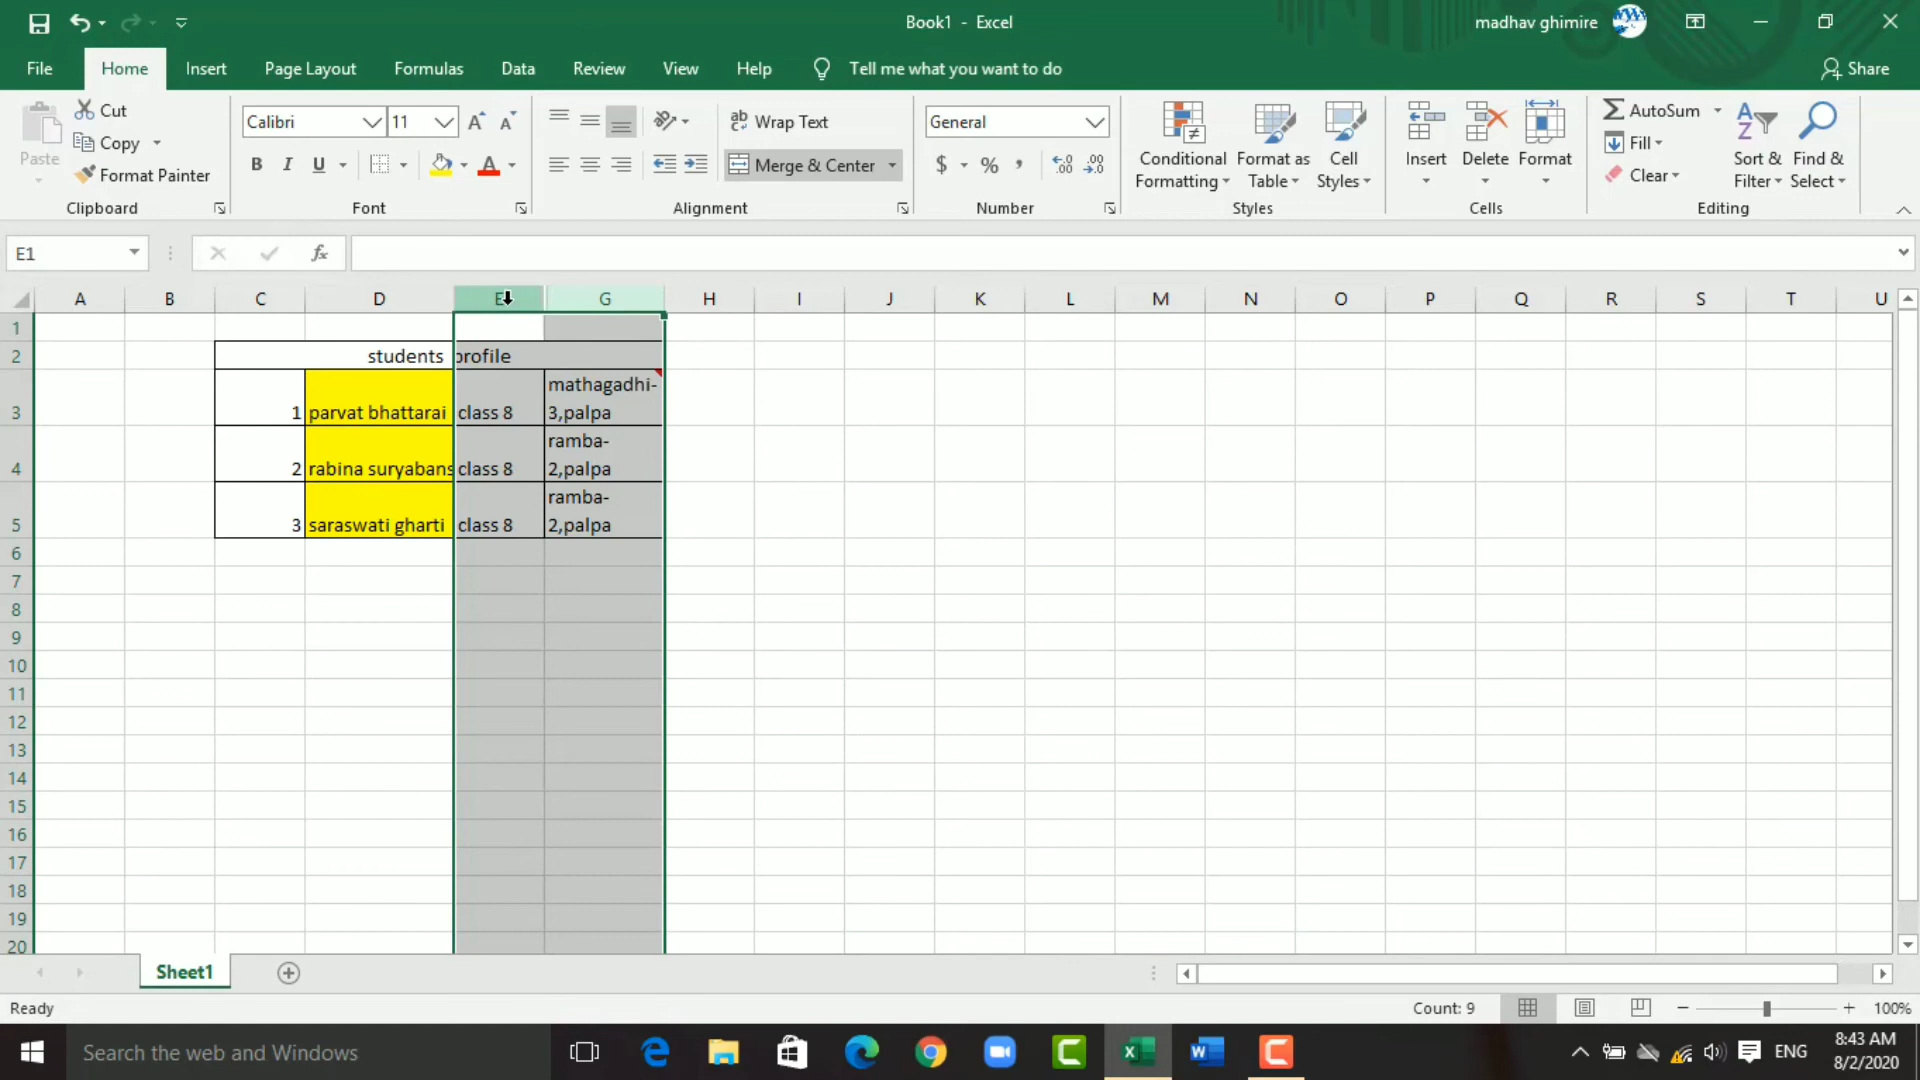 Book1 - Excel
madhav ghimire
File Home Insert Page Layout Formulas Data Review View Help Tell me what you want to do Share
Cut
Copy
Format Painter
Paste
Clipboard
Calibri 11
Font
Wrap Text
Merge & Center
Alignment
General
$ % ,
Number
Conditional Formatting
Format as Table
Cell Styles
Styles
Insert Delete Format
Cells
AutoSum
Fill
Clear
Sort & Filter
Find & Select
Editing
E1
fx
A B C D E G H I J K L M N O P Q R S T U
1
2 students profile
3 1 parvat bhattarai class 8 mathagadhi-3,palpa
4 2 rabina suryabans class 8 ramba-2,palpa
5 3 saraswati gharti class 8 ramba-2,palpa
6
7
8
9
10
11
12
13
14
15
16
17
18
19
20
Sheet1
Ready Count: 9 100%
Search the web and Windows
ENG
8:43 AM
8/2/2020